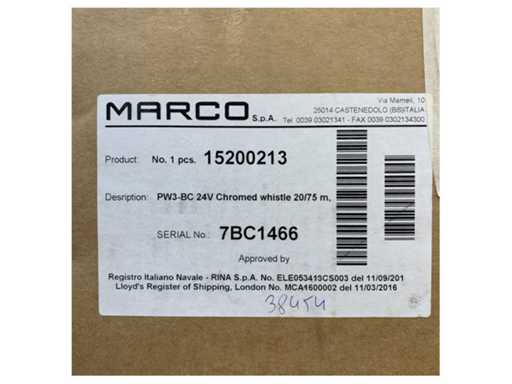 MARCO S.p.A.
Via Mameli, 10
25014 CASTENEDOLO (BS)ITALIA
Tel. 0039 03021341 - FAX 0039 0302134300
Product: No. 1 pcs. 15200213
Desription: PW3-BC 24V Chromed whistle 20/75 m,
SERIAL No.: 7BC1466
Approved by
Registro Italiano Navale - RINA S.p.A. No. ELE053413CS003 del 11/09/201
Lloyd's Register of Shipping, London No. MCA1600002 del 11/03/2016
38454